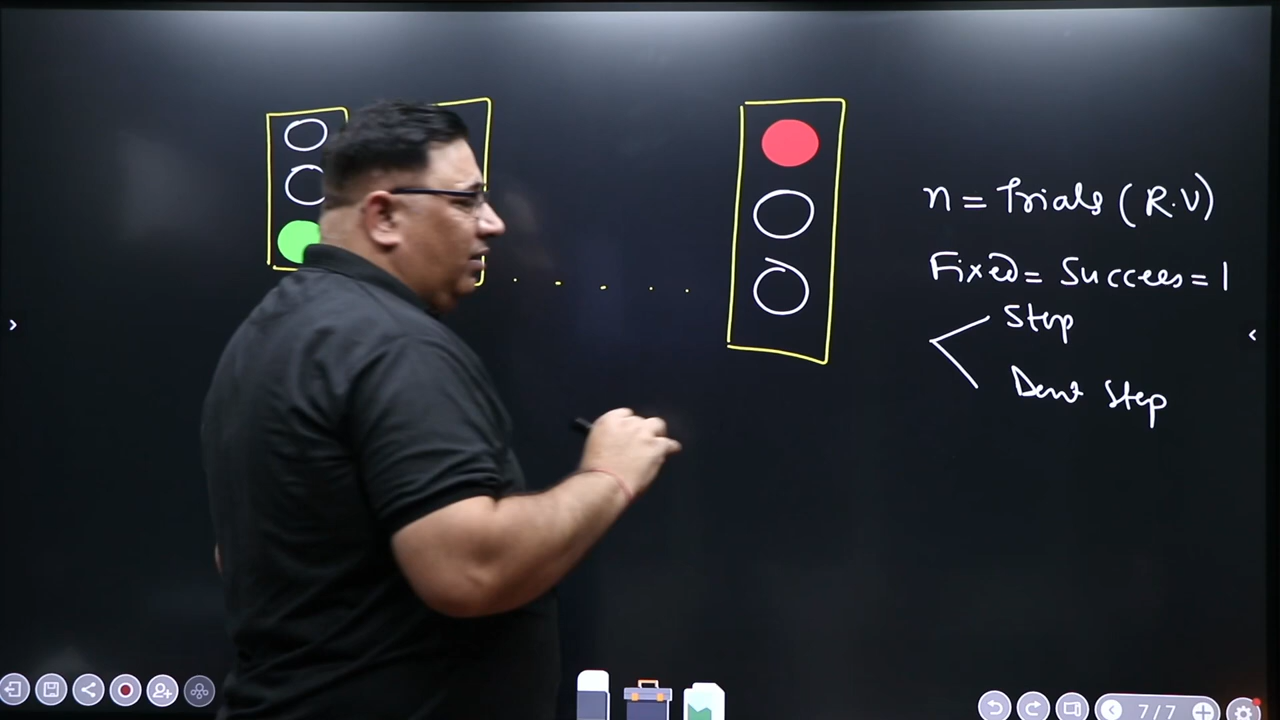 n = Trials (R.V)
Fixed = Success = 1
Stop
Dont Stop
7/7